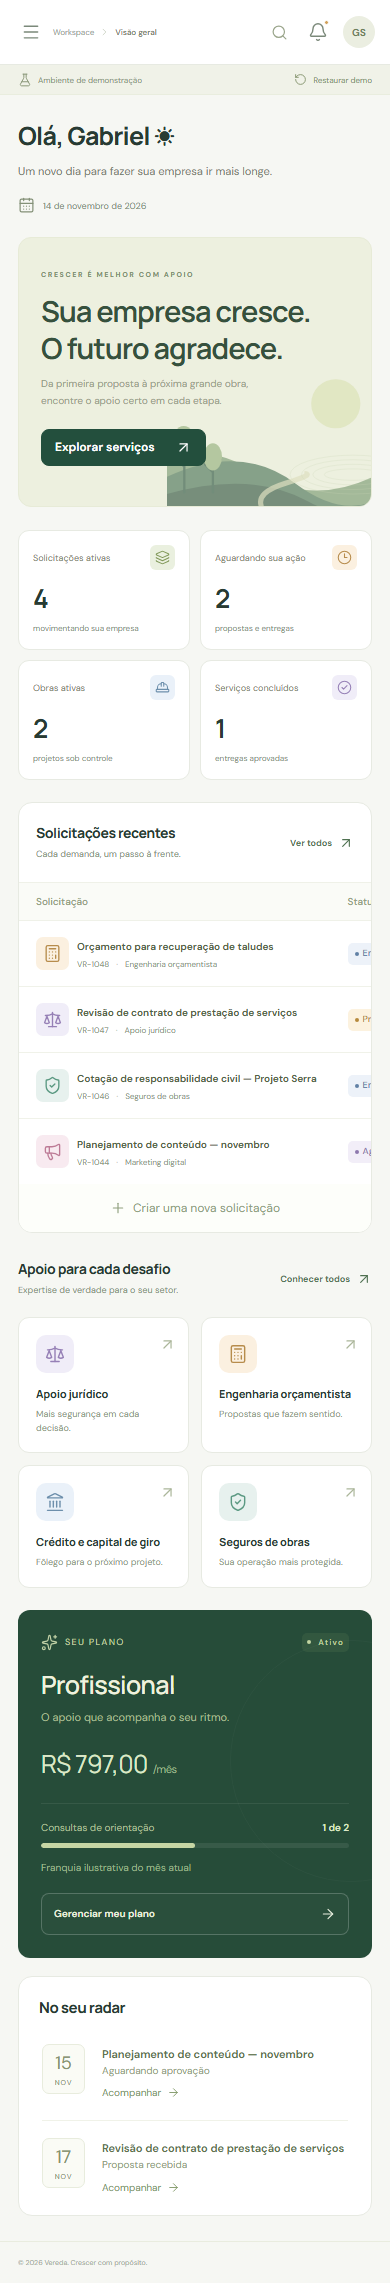 Workspace > Visão geral
GS
Ambiente de demonstração
Restaurar demo
Olá, Gabriel ☀
Um novo dia para fazer sua empresa ir mais longe.
14 de novembro de 2026
CRESCER É MELHOR COM APOIO
Sua empresa cresce.
O futuro agradece.
Da primeira proposta à próxima grande obra,
encontre o apoio certo em cada etapa.
Explorar serviços
Solicitações ativas
4
movimentando sua empresa
Aguardando sua ação
2
propostas e entregas
Obras ativas
2
projetos sob controle
Serviços concluídos
1
entregas aprovadas
Solicitações recentes
Cada demanda, um passo à frente.
Ver todos
Solicitação
Statu
Orçamento para recuperação de taludes
VR-1048 · Engenharia orçamentista
Er
Revisão de contrato de prestação de serviços
VR-1047 · Apoio jurídico
Pr
Cotação de responsabilidade civil — Projeto Serra
VR-1046 · Seguros de obras
Er
Planejamento de conteúdo — novembro
VR-1044 · Marketing digital
Ag
Criar uma nova solicitação
Apoio para cada desafio
Expertise de verdade para o seu setor.
Conhecer todos
Apoio jurídico
Mais segurança em cada
decisão.
Engenharia orçamentista
Propostas que fazem sentido.
Crédito e capital de giro
Fôlego para o próximo projeto.
Seguros de obras
Sua operação mais protegida.
SEU PLANO
Ativo
Profissional
O apoio que acompanha o seu ritmo.
R$ 797,00 /mês
Consultas de orientação
1 de 2
Franquia ilustrativa do mês atual
Gerenciar meu plano
No seu radar
15
NOV
Planejamento de conteúdo — novembro
Aguardando aprovação
Acompanhar
17
NOV
Revisão de contrato de prestação de serviços
Proposta recebida
Acompanhar
© 2026 Vereda. Crescer com propósito.